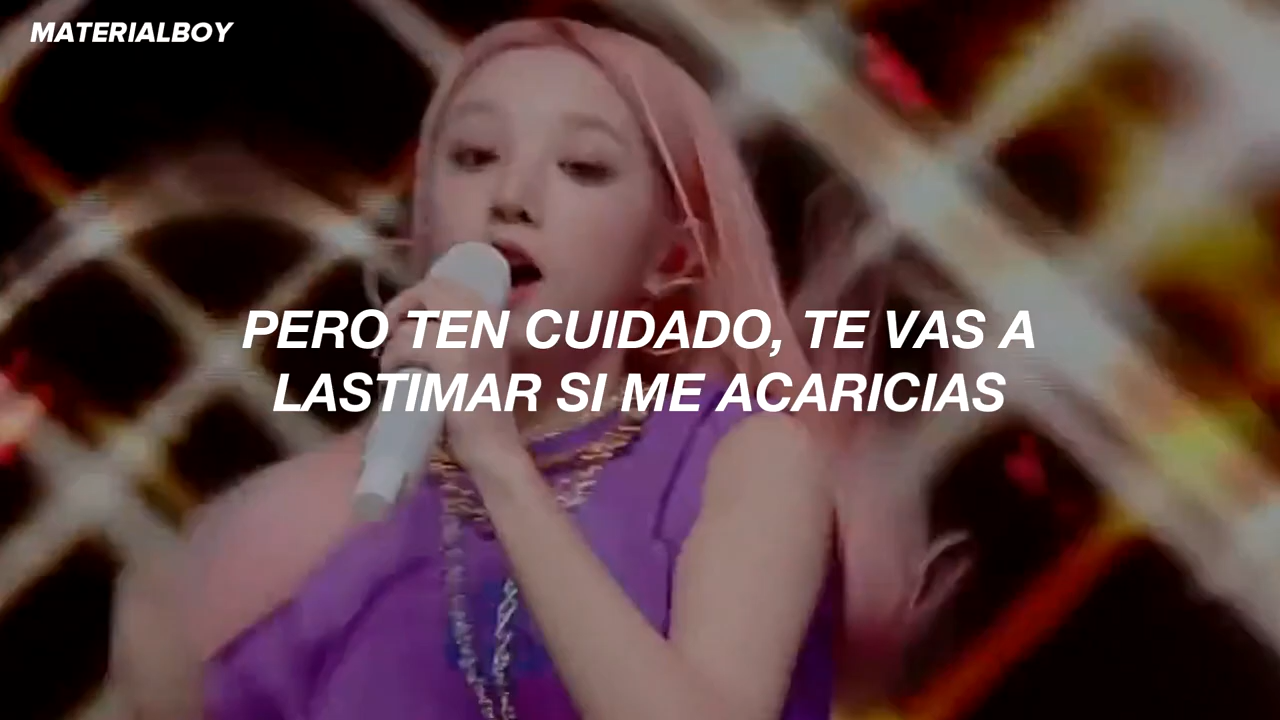 MATERIALBOY
PERO TEN CUIDADO, TE VAS A
LASTIMAR SI ME ACARICIAS